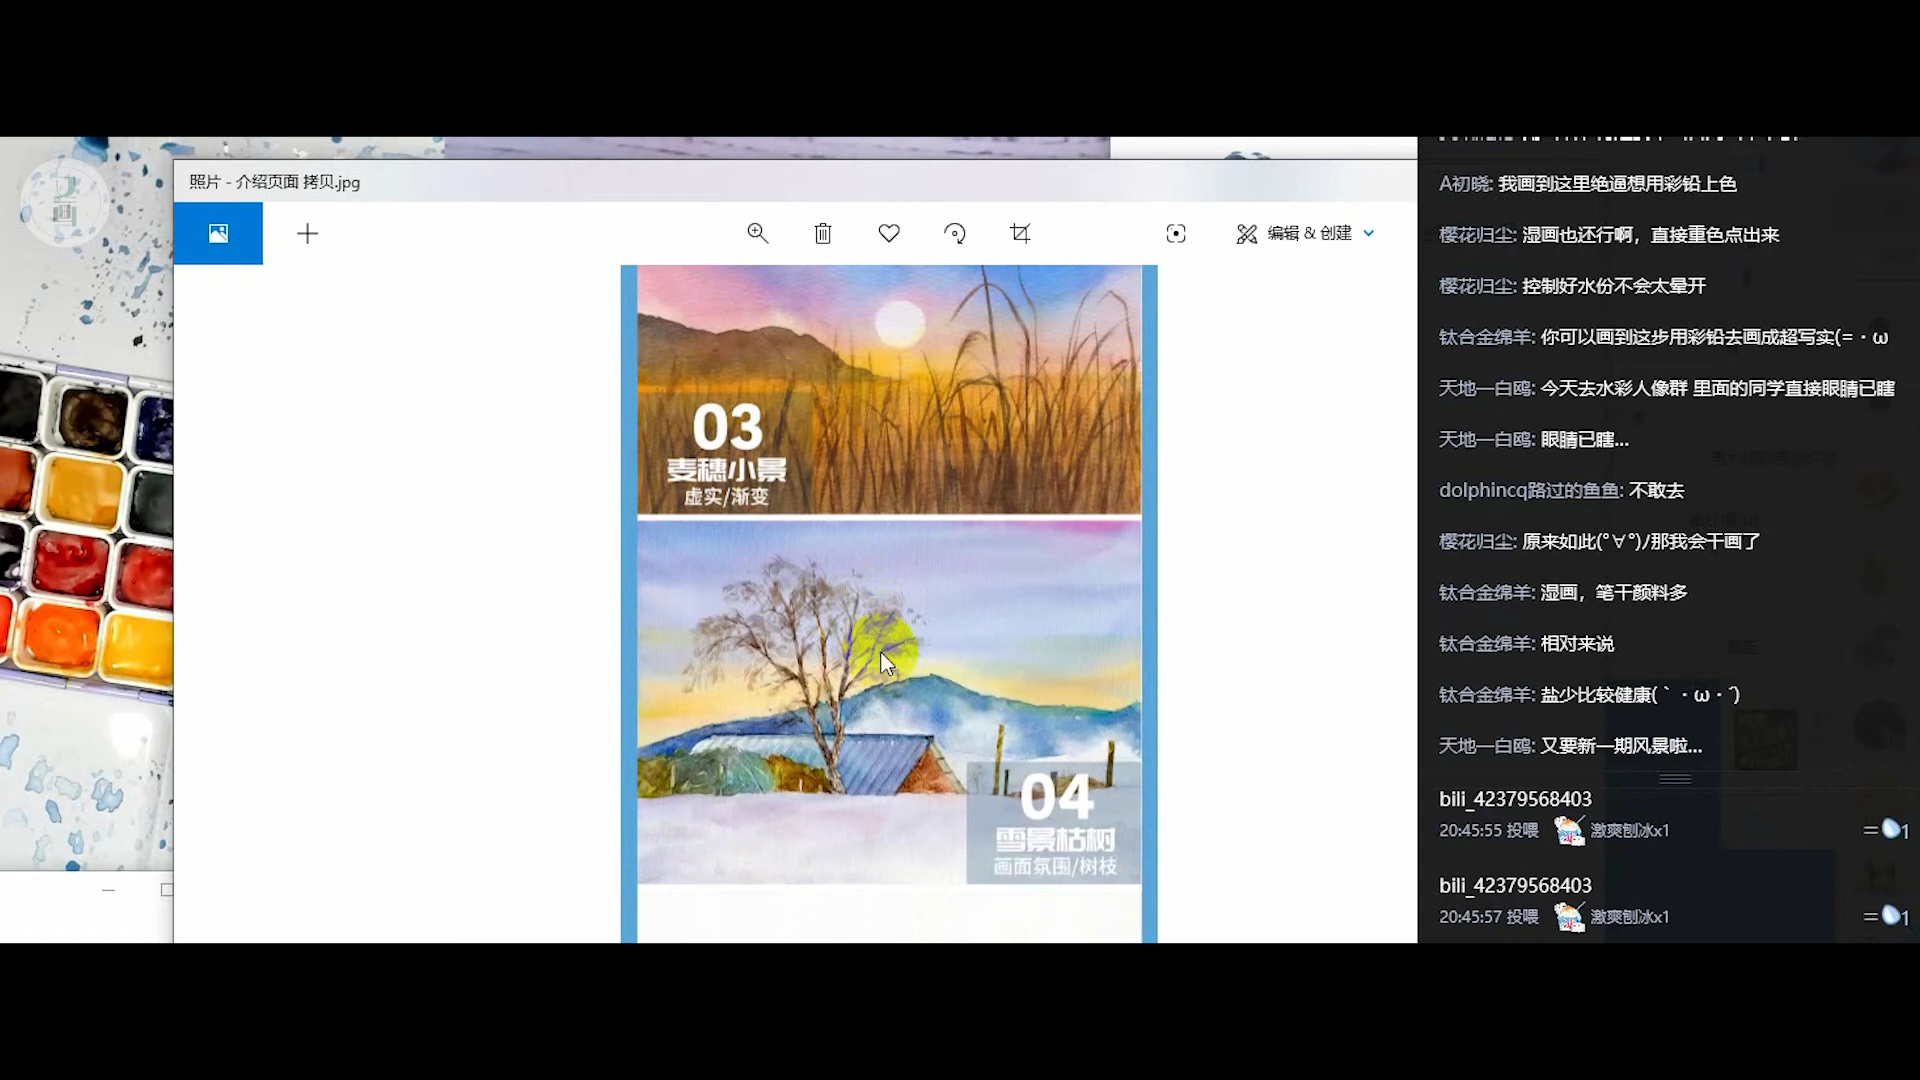 照片 - 介绍页面 拷贝.jpg
编辑 & 创建
03
麦穗小景
虚实/渐变
04
雪景枯树
画面氛围/树枝
A初晓: 我画到这里绝逼想用彩铅上色
樱花归尘: 湿画也还行啊，直接重色点出来
樱花归尘: 控制好水份不会太晕开
钛合金绵羊: 你可以画到这步用彩铅去画成超写实(=・ω
天地一白鸥: 今天去水彩人像群 里面的同学直接眼睛已瞎
天地一白鸥: 眼睛已瞎...
dolphincq路过的鱼鱼: 不敢去
樱花归尘: 原来如此(°∀°)/那我会干画了
钛合金绵羊: 湿画，笔干颜料多
钛合金绵羊: 相对来说
钛合金绵羊: 盐少比较健康(｀・ω・´)
天地一白鸥: 又要新一期风景啦...
bili_42379568403
20:45:55 投喂 激爽刨冰x1 =1
bili_42379568403
20:45:57 投喂 激爽刨冰x1 =1